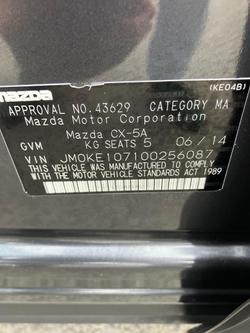 (KE04B)
mazda
APPROVAL NO.43629 CATEGORY MA
Mazda Motor Corporation
Mazda CX-5A
GVM KG SEATS 5 06/14
VIN JM0KE107100256087
THIS VEHICLE WAS MANUFACTURED TO COMPLY
WITH THE MOTOR VEHICLE STANDARDS ACT 1989